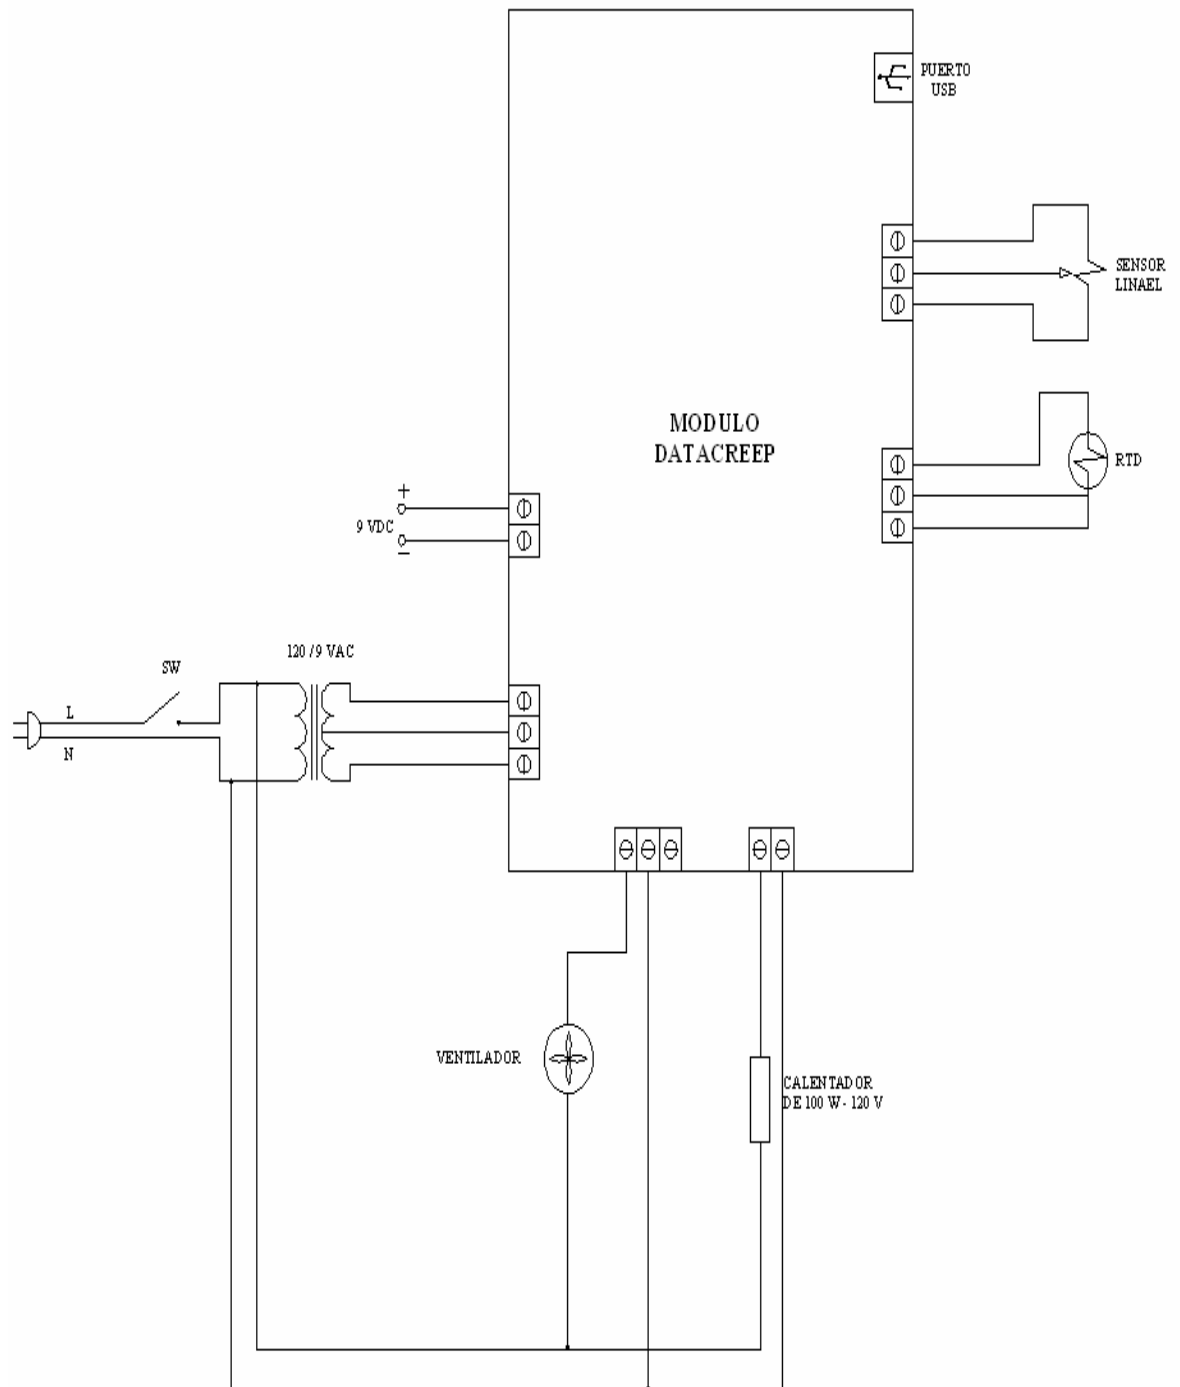 PUERTO
USB
SENSOR
LINAEL
MODULO
DATACREEP
RTD
+
9 VDC
-
120 / 9 VAC
SW
L
N
VENTILADOR
CALENTADOR
DE 100 W - 120 V